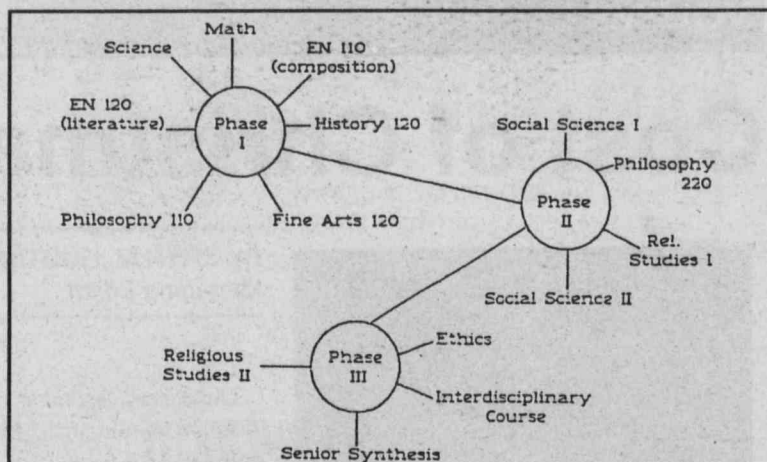 Math
Science
EN 110
(composition)
EN 120
(literature)
Phase
I
History 120
Philosophy 110
Fine Arts 120
Social Science I
Philosophy
220
Phase
II
Rel.
Studies I
Social Science II
Religious
Studies II
Phase
III
Ethics
Interdisciplinary
Course
Senior Synthesis